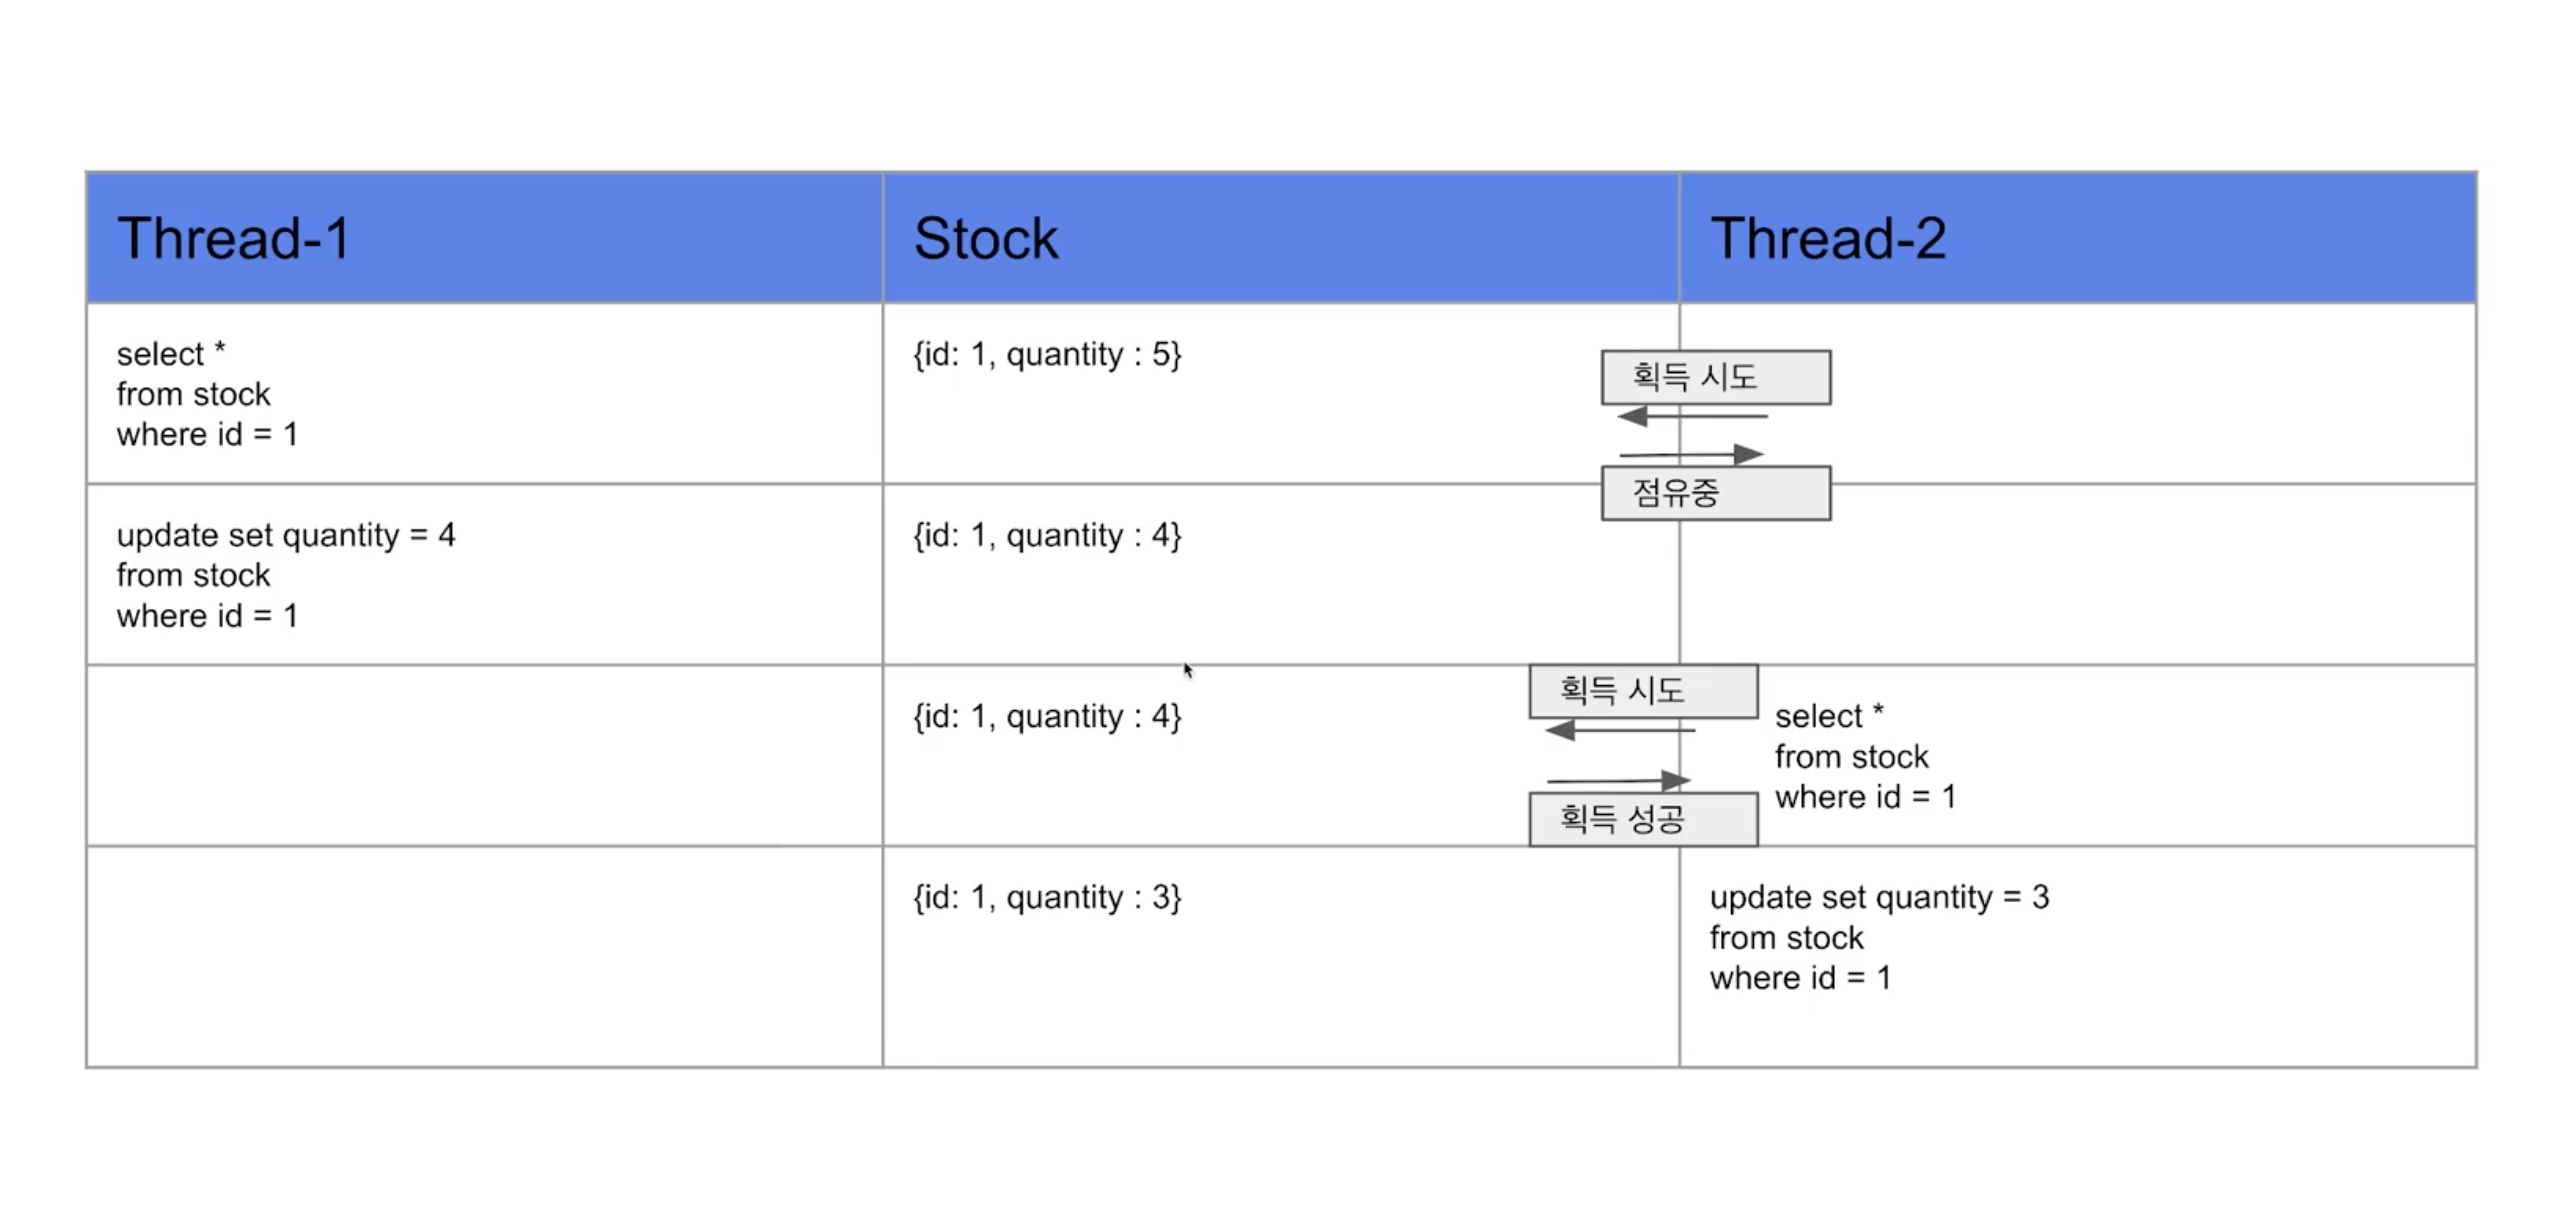 Thread-1
Stock
Thread-2
select *
from stock
where id = 1
{id: 1, quantity : 5}
획득 시도
점유중
update set quantity = 4
from stock
where id = 1
{id: 1, quantity : 4}
{id: 1, quantity : 4}
획득 시도
획득 성공
select *
from stock
where id = 1
{id: 1, quantity : 3}
update set quantity = 3
from stock
where id = 1